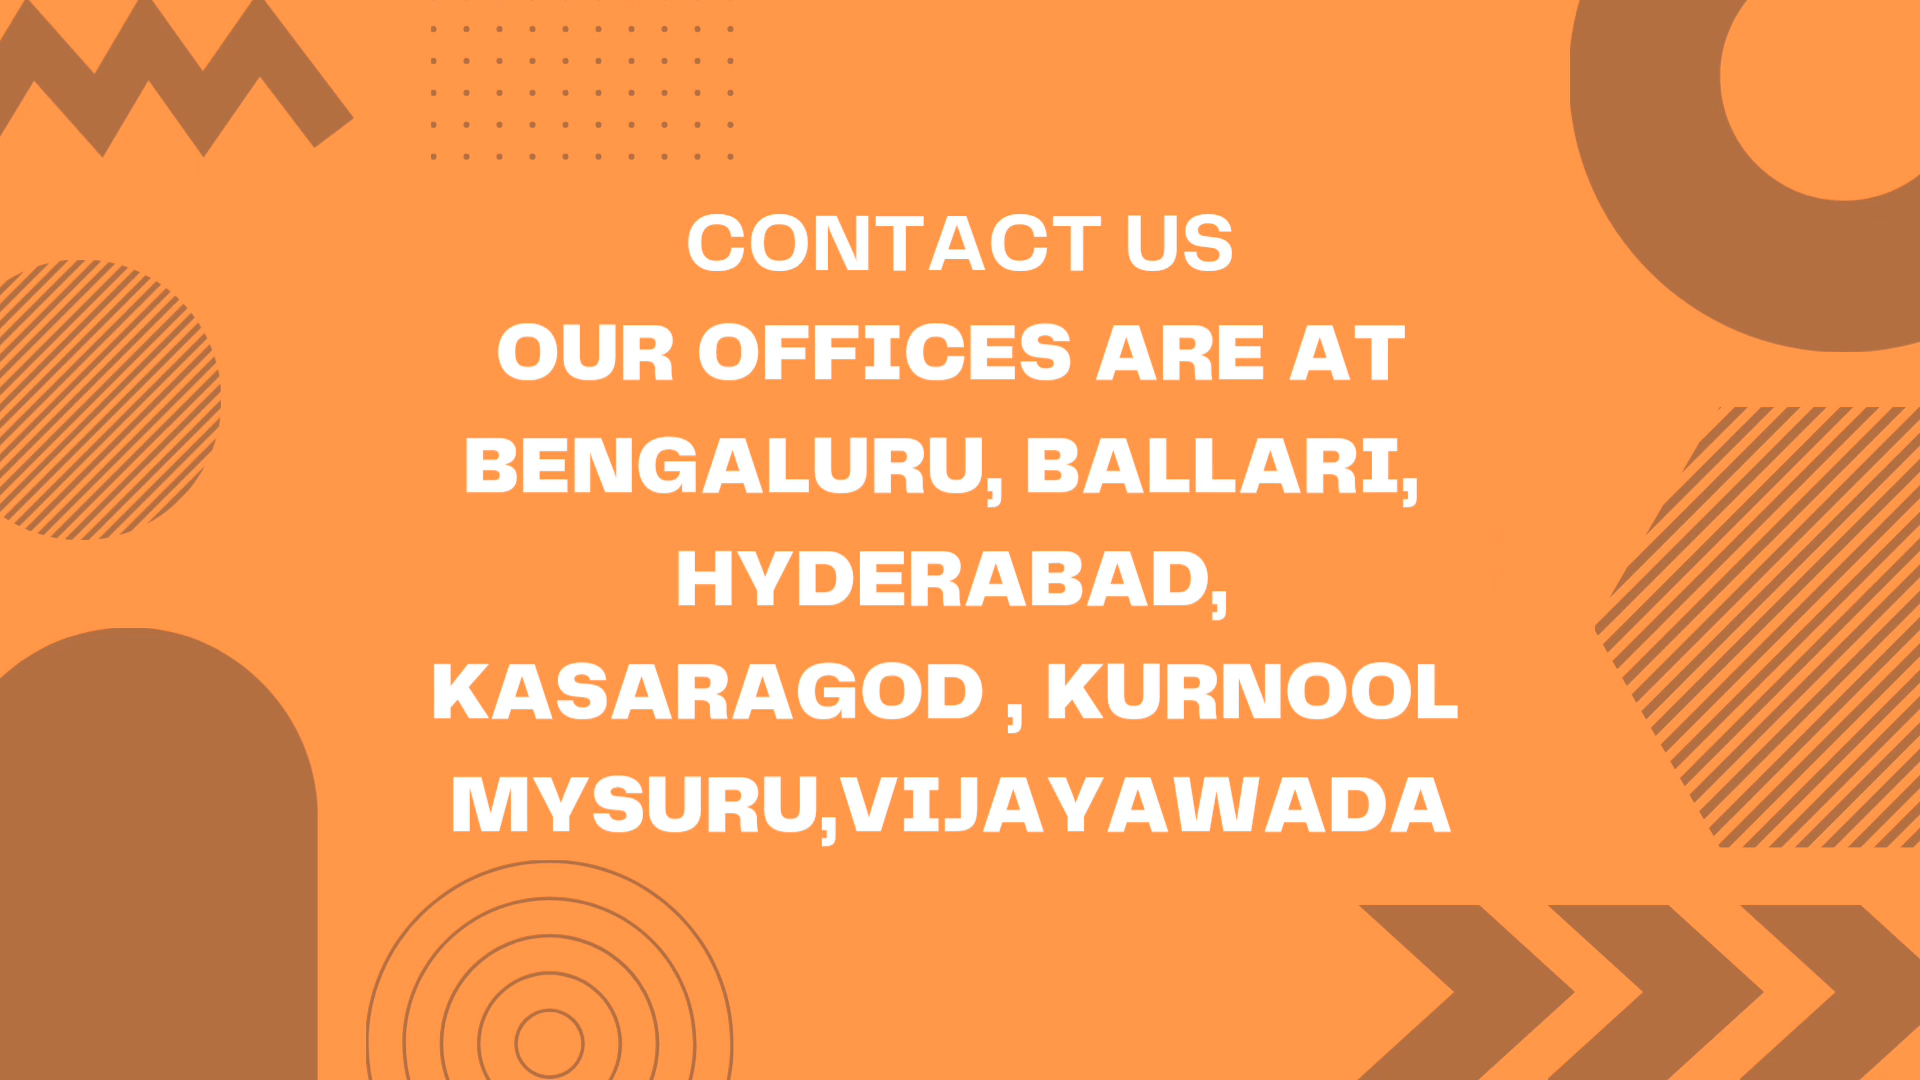 CONTACT US
OUR OFFICES ARE AT
BENGALURU, BALLARI,
HYDERABAD,
KASARAGOD , KURNOOL
MYSURU,VIJAYAWADA